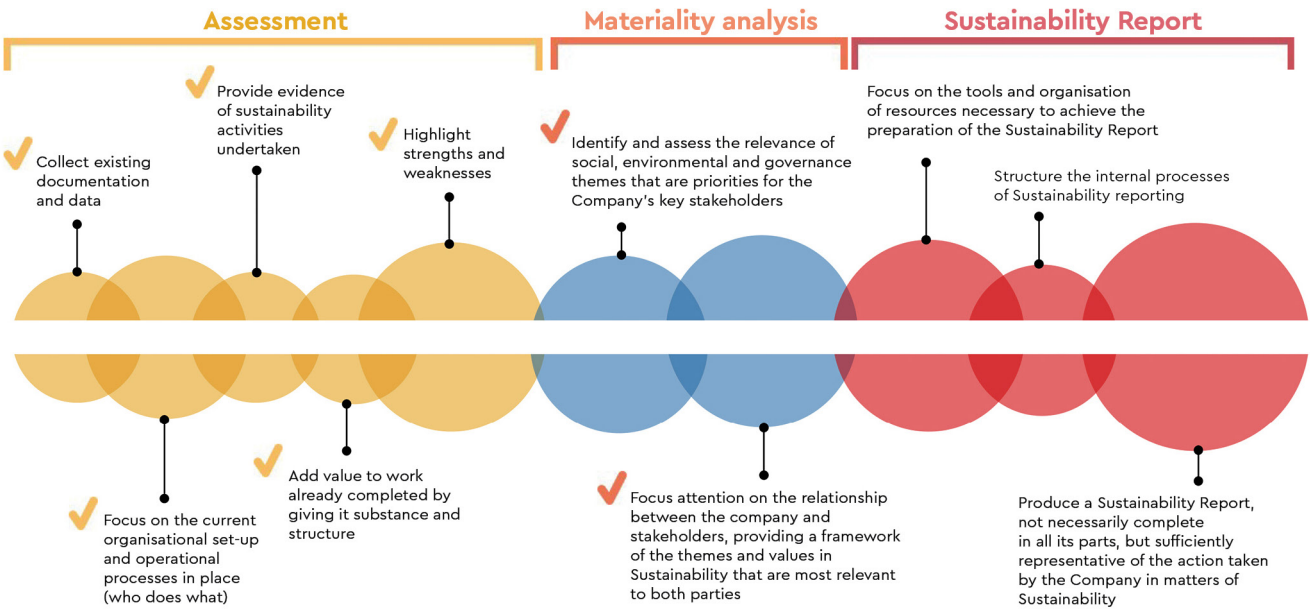 Assessment
Materiality analysis
Sustainability Report
Collect existing
documentation
and data
Focus on the current
organisational set-up
and operational
processes in place
(who does what)
Provide evidence
of sustainability
activities
undertaken
Add value to work
already completed by
giving it substance and
structure
Highlight
strengths and
weaknesses
Identify and assess the relevance of
social, environmental and governance
themes that are priorities for the
Company's key stakeholders
Focus attention on the relationship
between the company and
stakeholders, providing a framework
of the themes and values in
Sustainability that are most relevant
to both parties
Focus on the tools and organisation
of resources necessary to achieve the
preparation of the Sustainability Report
Structure the internal processes
of Sustainability reporting
Produce a Sustainability Report,
not necessarily complete
in all its parts, but sufficiently
representative of the action taken
by the Company in matters of
Sustainability